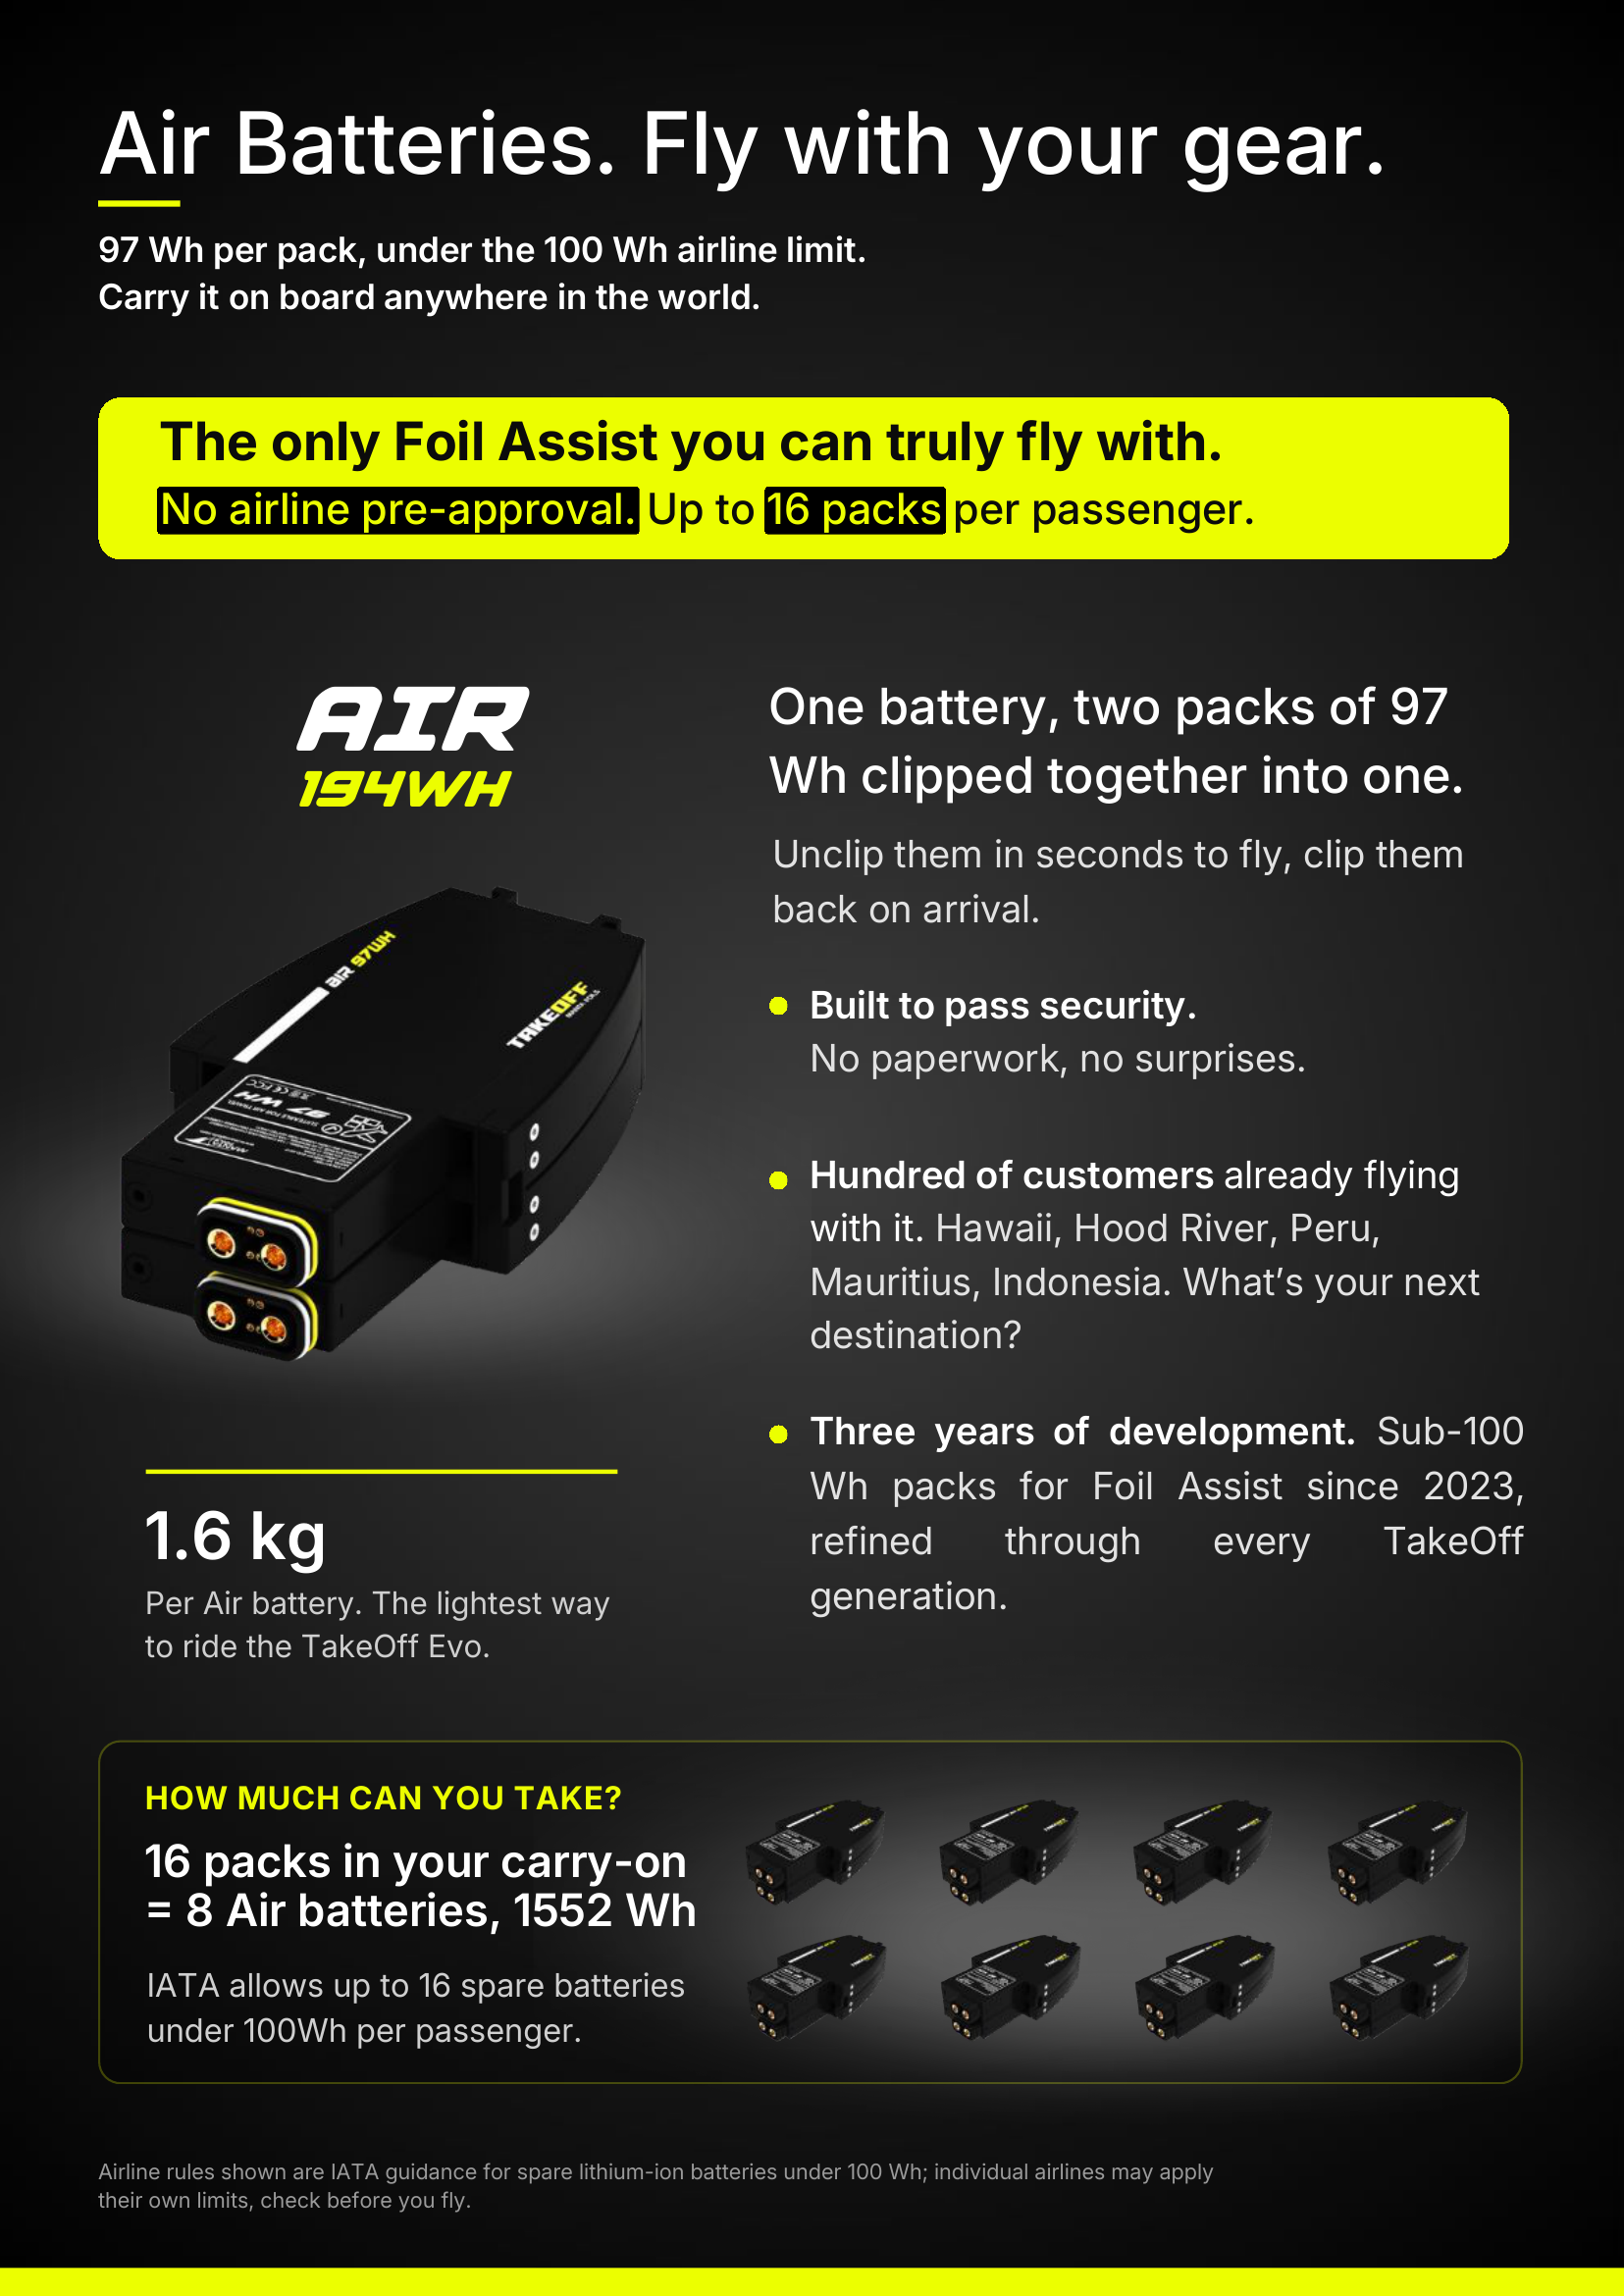 Air Batteries. Fly with your gear.
97 Wh per pack, under the 100 Wh airline limit.
Carry it on board anywhere in the world.
The only Foil Assist you can truly fly with.
No airline pre-approval. Up to 16 packs per passenger.
AIR
194WH
One battery, two packs of 97
Wh clipped together into one.
Unclip them in seconds to fly, clip them
back on arrival.
AIR 97WH
TAKEOFF
97 WH
Built to pass security.
No paperwork, no surprises.
Hundred of customers already flying
with it. Hawaii, Hood River, Peru,
Mauritius, Indonesia. What's your next
destination?
Three years of development. Sub-100
Wh packs for Foil Assist since 2023,
refined through every TakeOff
generation.
1.6 kg
Per Air battery. The lightest way
to ride the TakeOff Evo.
HOW MUCH CAN YOU TAKE?
16 packs in your carry-on
= 8 Air batteries, 1552 Wh
IATA allows up to 16 spare batteries
under 100Wh per passenger.
Airline rules shown are IATA guidance for spare lithium-ion batteries under 100 Wh; individual airlines may apply
their own limits, check before you fly.